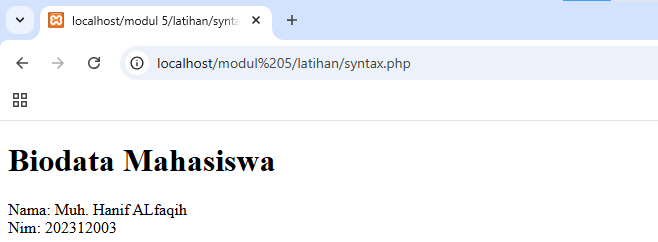 localhost/modul 5/latihan/synta
localhost/modul%205/latihan/syntax.php
Biodata Mahasiswa
Nama: Muh. Hanif ALfaqih
Nim: 202312003